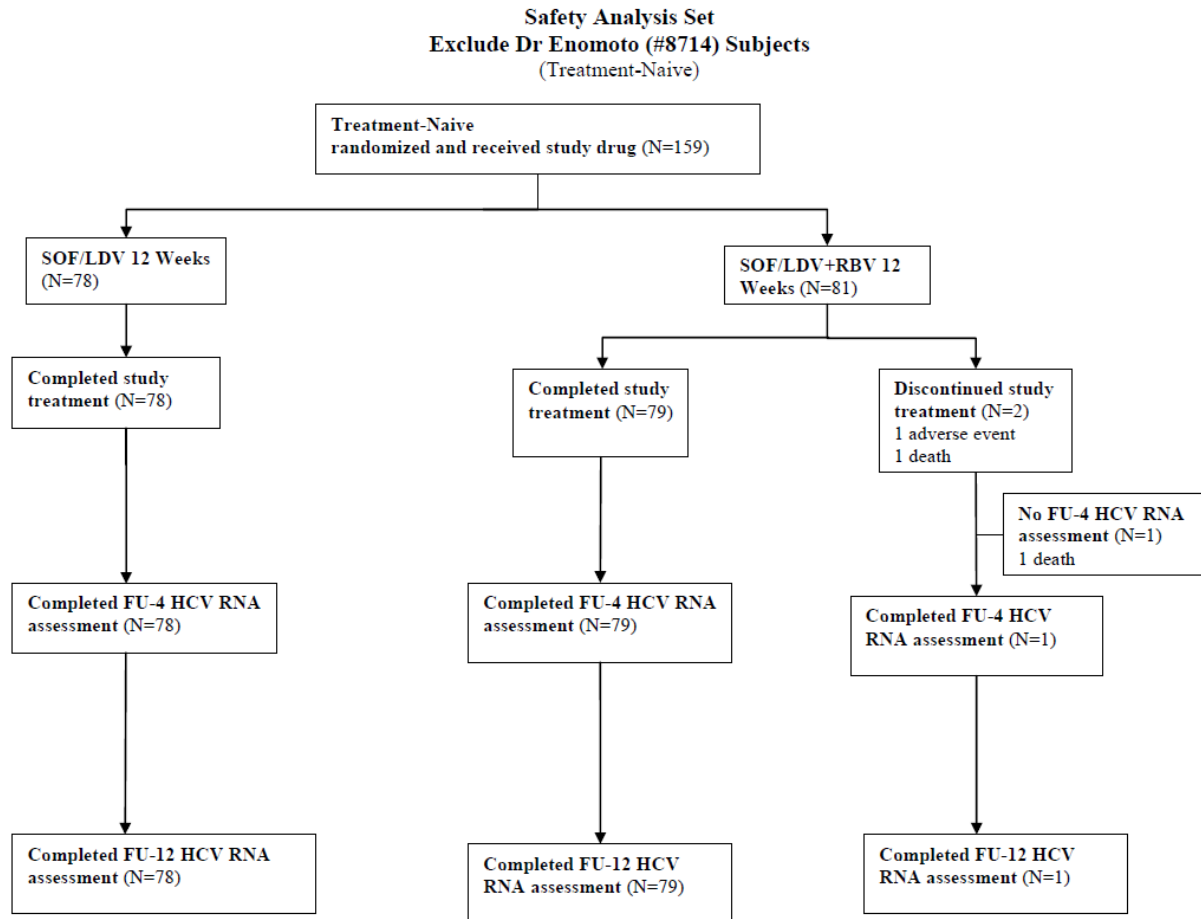 Safety Analysis Set
Exclude Dr Enomoto (#8714) Subjects
(Treatment-Naive)
Treatment-Naive
randomized and received study drug (N=159)
SOF/LDV 12 Weeks
(N=78)
SOF/LDV+RBV 12
Weeks (N=81)
Completed study
treatment (N=78)
Completed study
treatment (N=79)
Discontinued study
treatment (N=2)
1 adverse event
1 death
No FU-4 HCV RNA
assessment (N=1)
1 death
Completed FU-4 HCV RNA
assessment (N=78)
Completed FU-4 HCV RNA
assessment (N=79)
Completed FU-4 HCV
RNA assessment (N=1)
Completed FU-12 HCV RNA
assessment (N=78)
Completed FU-12 HCV
RNA assessment (N=79)
Completed FU-12 HCV
RNA assessment (N=1)